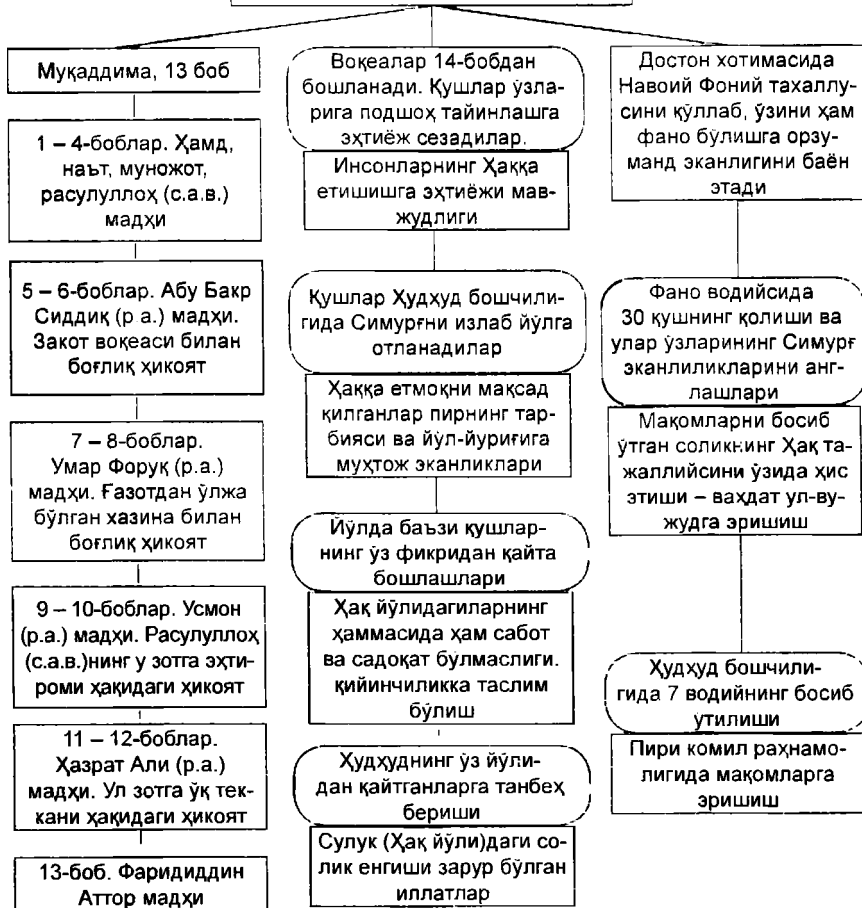 Муқаддима, 13 боб
1 – 4-боблар. Ҳамд,
наът, муножот,
расулуллоҳ (с.а.в.)
мадҳи
5 – 6-боблар. Абу Бакр
Сиддиқ (р а.) мадҳи.
Закот воқеаси билан
боғлиқ ҳикоят
7 – 8-боблар.
Умар Форуқ (р.а.)
мадҳи. Ғазотдан ўлжа
бўлган хазина билан
боғлиқ ҳикоят
9 – 10-боблар. Усмон
(р.а.) мадҳи. Расулуллоҳ
(с.а.в.)нинг у зотга эҳти-
роми ҳақидаги ҳикоят
11 – 12-боблар.
Ҳазрат Али (р.а.)
мадҳи. Ул зотга ўқ тек-
кани ҳақидаги ҳикоят
13-боб. Фаридиддин
Аттор мадҳи
Воқеалар 14-бобдан
бошланади. Қушлар ўзла-
рига подшоҳ тайинлашга
эҳтиёж сезадилар.
Инсонларнинг Ҳаққа
етишишга эҳтиёжи мав-
жудлиги
Қушлар Ҳудҳуд бошчили-
гида Симурғни излаб йўлга
отланадилар
Ҳаққа етмоқни мақсад
қилганлар пирнинг тар-
бияси ва йўл-йуриғига
муҳтож эканликлари
Йўлда баъзи қушлар-
нинг ўз фикридан қайта
бошлашлари
Ҳақ йўлидагиларнинг
ҳаммасида ҳам сабот
ва садоқат булмаслиги.
қийинчиликка таслим
бўлиш
Ҳудҳуднинг ўз йўли-
дан қайтганларга танбеҳ
бериши
Сулук (Ҳақ йўли)даги со-
лик енгиши зарур бўлган
иллатлар
Достон хотимасида
Навоий Фоний тахаллу-
сини қўллаб, ўзини ҳам
фано бўлишга орзу-
манд эканлигини баён
этади
Фано водийсида
30 қушнинг қолиши ва
улар ўзларининг Симурғ
эканлиликларини анг-
лашлари
Мақомларни босиб
ўтган соликнинг Ҳақ та-
жаллийсини ўзида ҳис
этиши – ваҳдат ул-ву-
жудга эришиш
Ҳудҳуд бошчили-
гида 7 водийнинг босиб
утилиши
Пири комил раҳнамо-
лигида мақомларга
эришиш